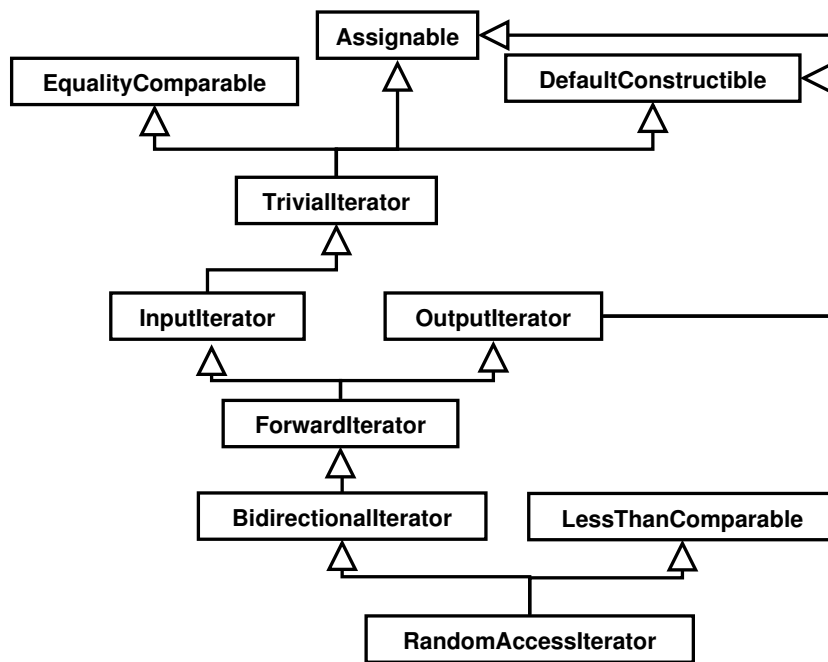 Assignable
EqualityComparable
DefaultConstructible
TrivialIterator
InputIterator
OutputIterator
ForwardIterator
BidirectionalIterator
LessThanComparable
RandomAccessIterator